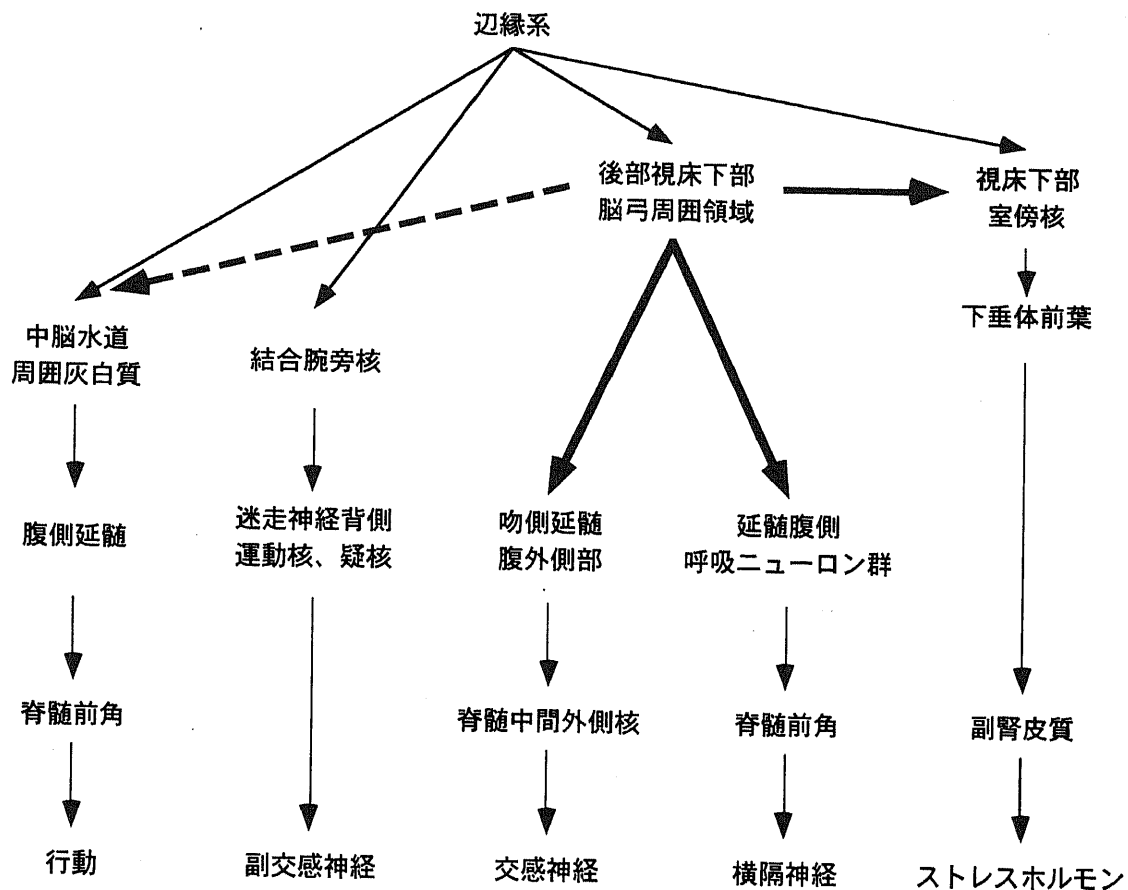 辺縁系
後部視床下部
脳弓周囲領域
視床下部
室傍核
中脳水道
周囲灰白質
結合腕旁核
下垂体前葉
腹側延髄
迷走神経背側
運動核、疑核
吻側延髄
腹外側部
延髄腹側
呼吸ニューロン群
脊髄前角
脊髄中間外側核
脊髄前角
副腎皮質
行動
副交感神経
交感神経
横隔神経
ストレスホルモン